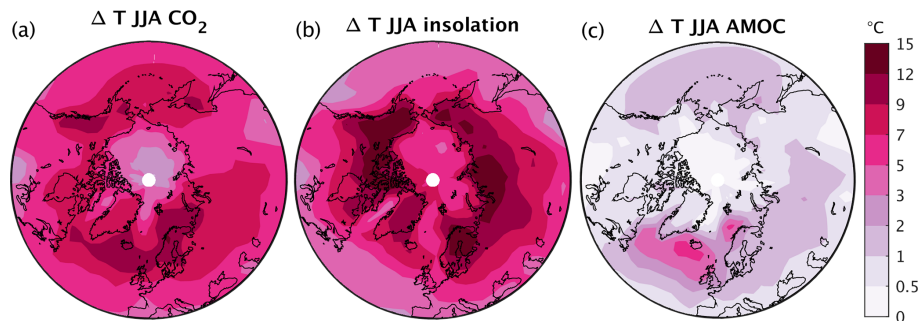 (a) Δ T JJA CO₂
(b) Δ T JJA insolation
(c) Δ T JJA AMOC
°C
15
12
9
7
5
3
2
1
0.5
0